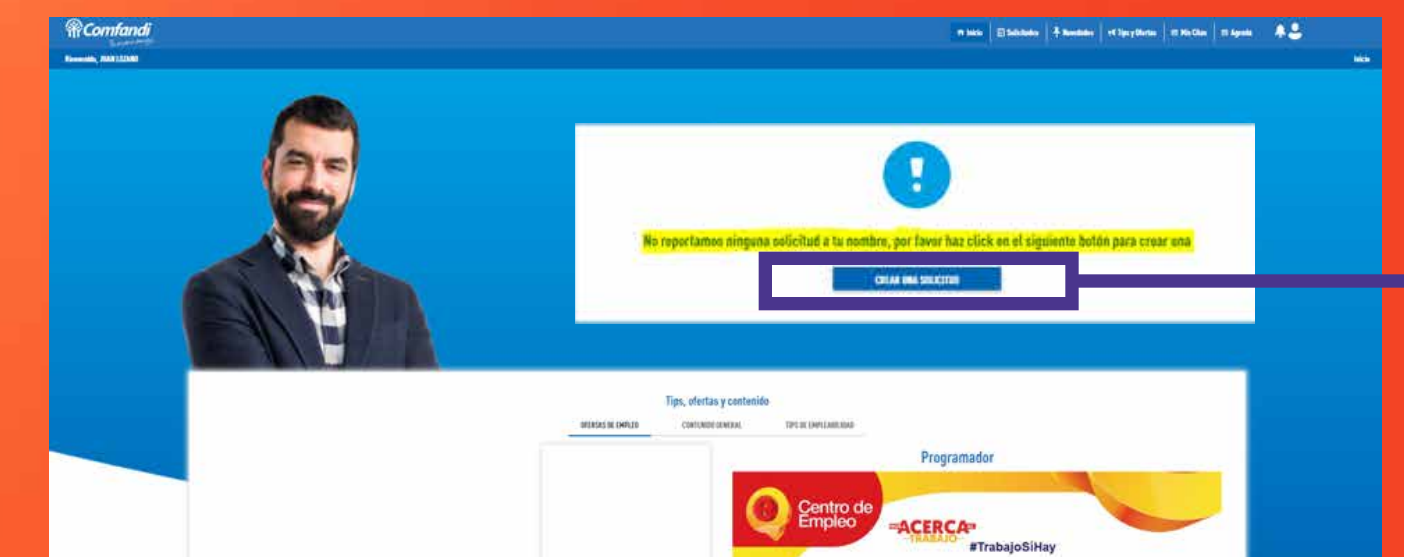 Comfandi
Inicio
Solicitudes
Novedades
Tips y Ofertas
Mis Citas
Agenda
Bienvenido, JUAN LOZANO
Inicio
No reportamos ninguna solicitud a tu nombre, por favor haz click en el siguiente botón para crear una
CREAR UNA SOLICITUD
Tips, ofertas y contenido
OFERTAS DE EMPLEO
CONTENIDO GENERAL
TIPS DE EMPLEABILIDAD
Programador
Centro de
Empleo
ACERCA
TRABAJO
#TrabajoSiHay